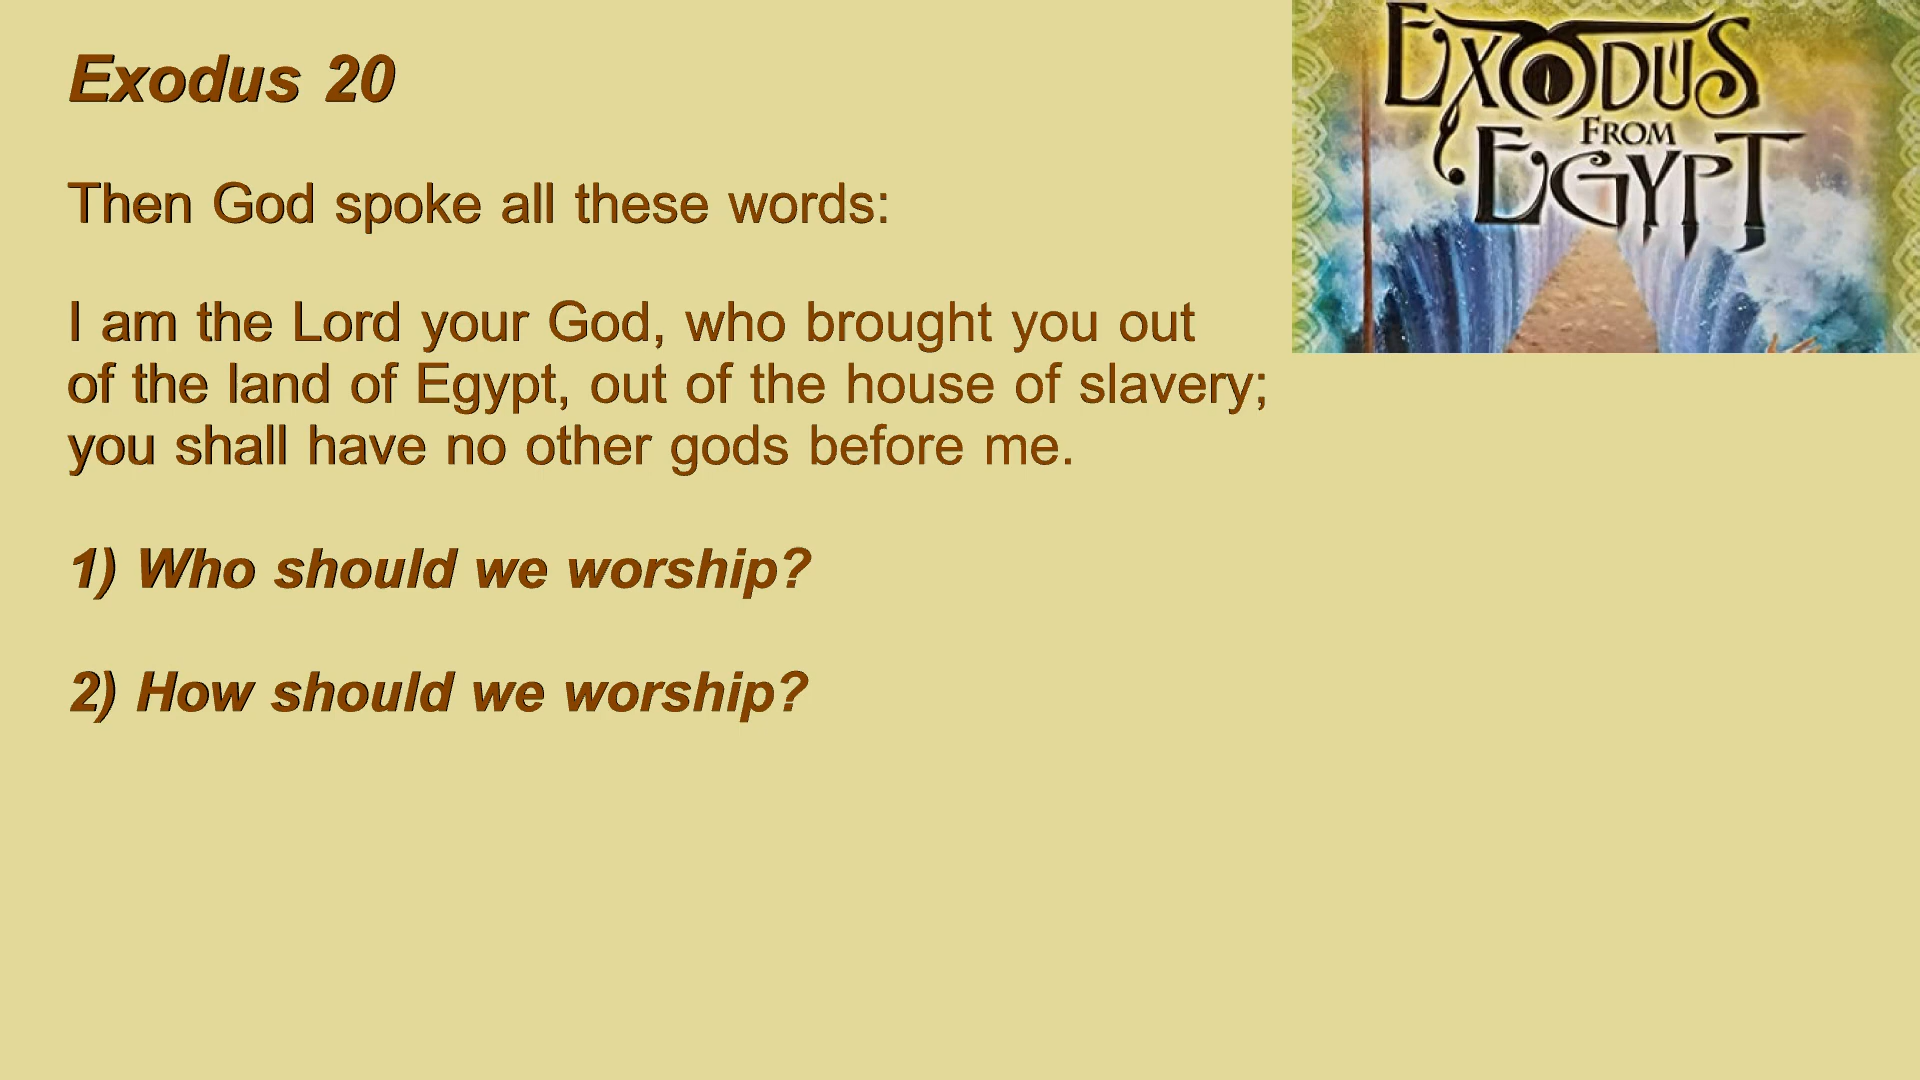 Exodus 20
Then God spoke all these words:
I am the Lord your God, who brought you out
of the land of Egypt, out of the house of slavery;
you shall have no other gods before me.
1) Who should we worship?
2) How should we worship?
EXODUS
FROM
EGYPT